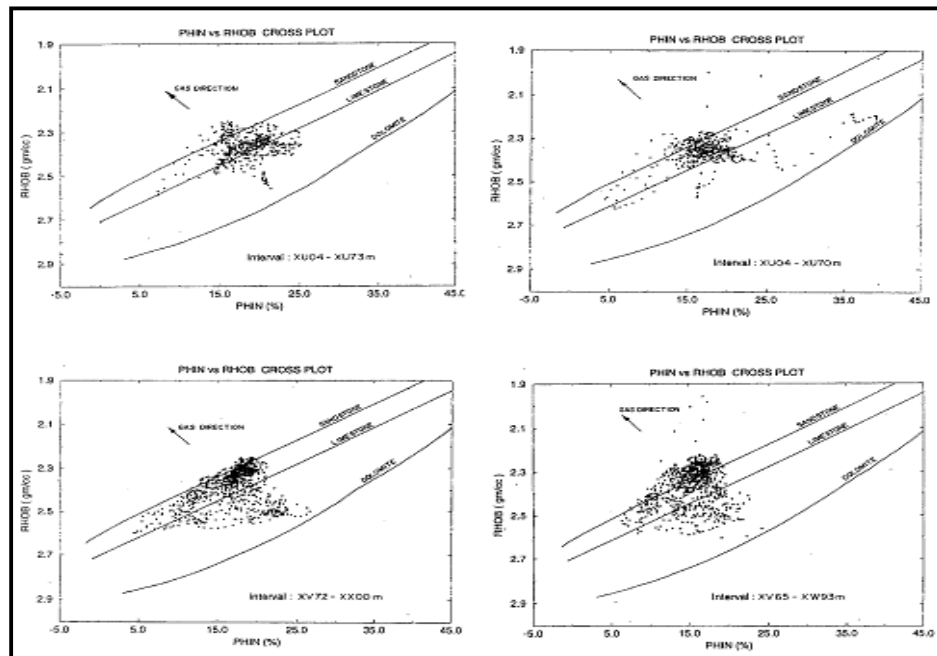 PHIN vs RHOB CROSS PLOT
1.9
2.1
2.3
2.5
2.7
2.9
RHOB (gm/cc)
GAS DIRECTION
SANDSTONE
LIMESTONE
DOLOMITE
Interval : XU04 - XU73m
-5.0 5.0 15.0 25.0 35.0 45.0
PHIN (%)
PHIN vs RHOB CROSS PLOT
1.9
2.1
2.3
2.5
2.7
2.9
RHOB (gm/cc)
GAS DIRECTION
SANDSTONE
LIMESTONE
DOLOMITE
Interval : XU04 - XU70m
-5.0 5.0 15.0 25.0 35.0 45.0
PHIN (%)
PHIN vs RHOB CROSS PLOT
1.9
2.1
2.3
2.5
2.7
2.9
RHOB (gm/cc)
GAS DIRECTION
SANDSTONE
LIMESTONE
DOLOMITE
Interval : XV72 - XX00m
-5.0 5.0 15.0 25.0 35.0 45.0
PHIN (%)
PHIN vs RHOB CROSS PLOT
1.9
2.1
2.3
2.5
2.7
2.9
RHOB (gm/cc)
GAS DIRECTION
SANDSTONE
LIMESTONE
DOLOMITE
Interval : XV65 - XW93m
-5.0 5.0 15.0 25.0 35.0 45.0
PHIN (%)